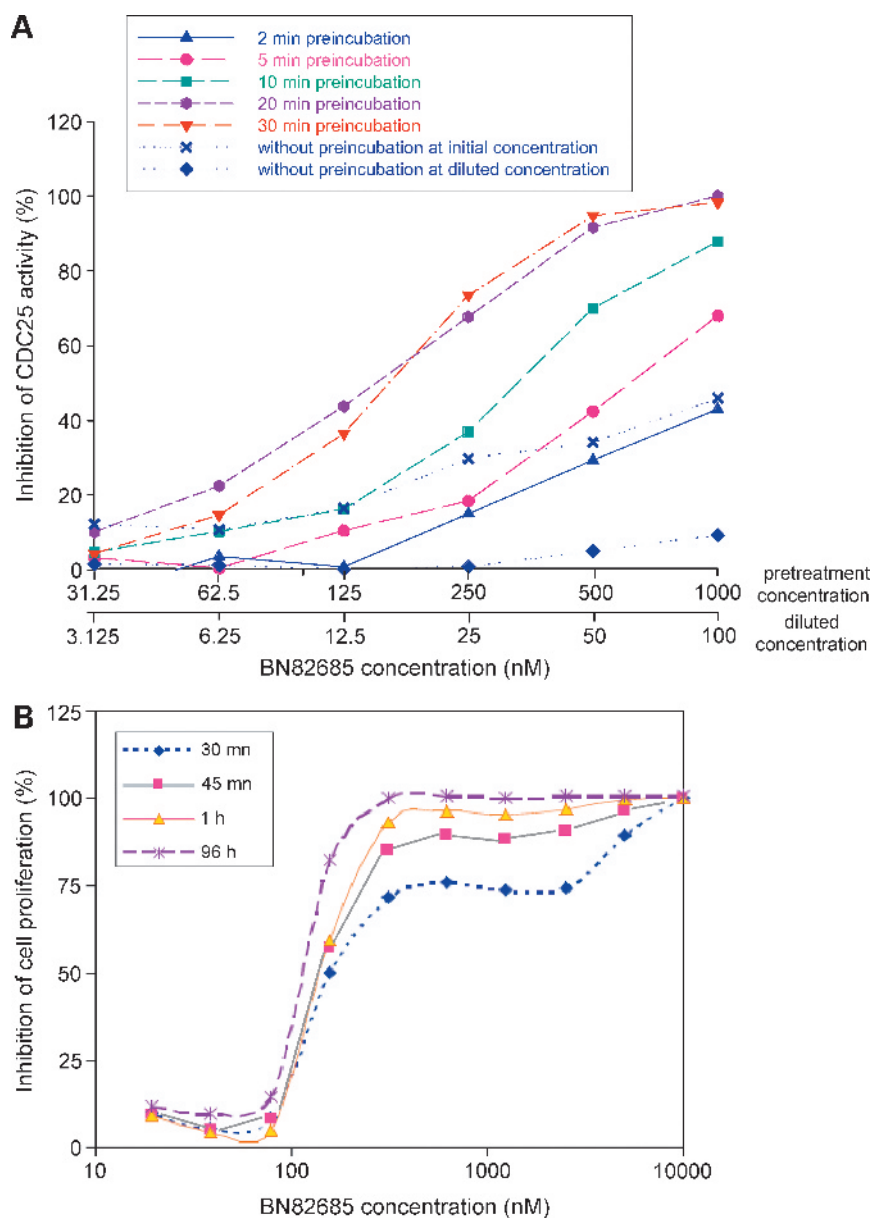 A
2 min preincubation
5 min preincubation
10 min preincubation
20 min preincubation
30 min preincubation
without preincubation at initial concentration
without preincubation at diluted concentration
Inhibition of CDC25 activity (%)
120
100
80
60
40
20
0
31.25 62.5 125 250 500 1000
pretreatment concentration
3.125 6.25 12.5 25 50 100
diluted concentration
BN82685 concentration (nM)
B
30 mn
45 mn
1 h
96 h
Inhibition of cell proliferation (%)
125
100
75
50
25
0
10 100 1000 10000
BN82685 concentration (nM)